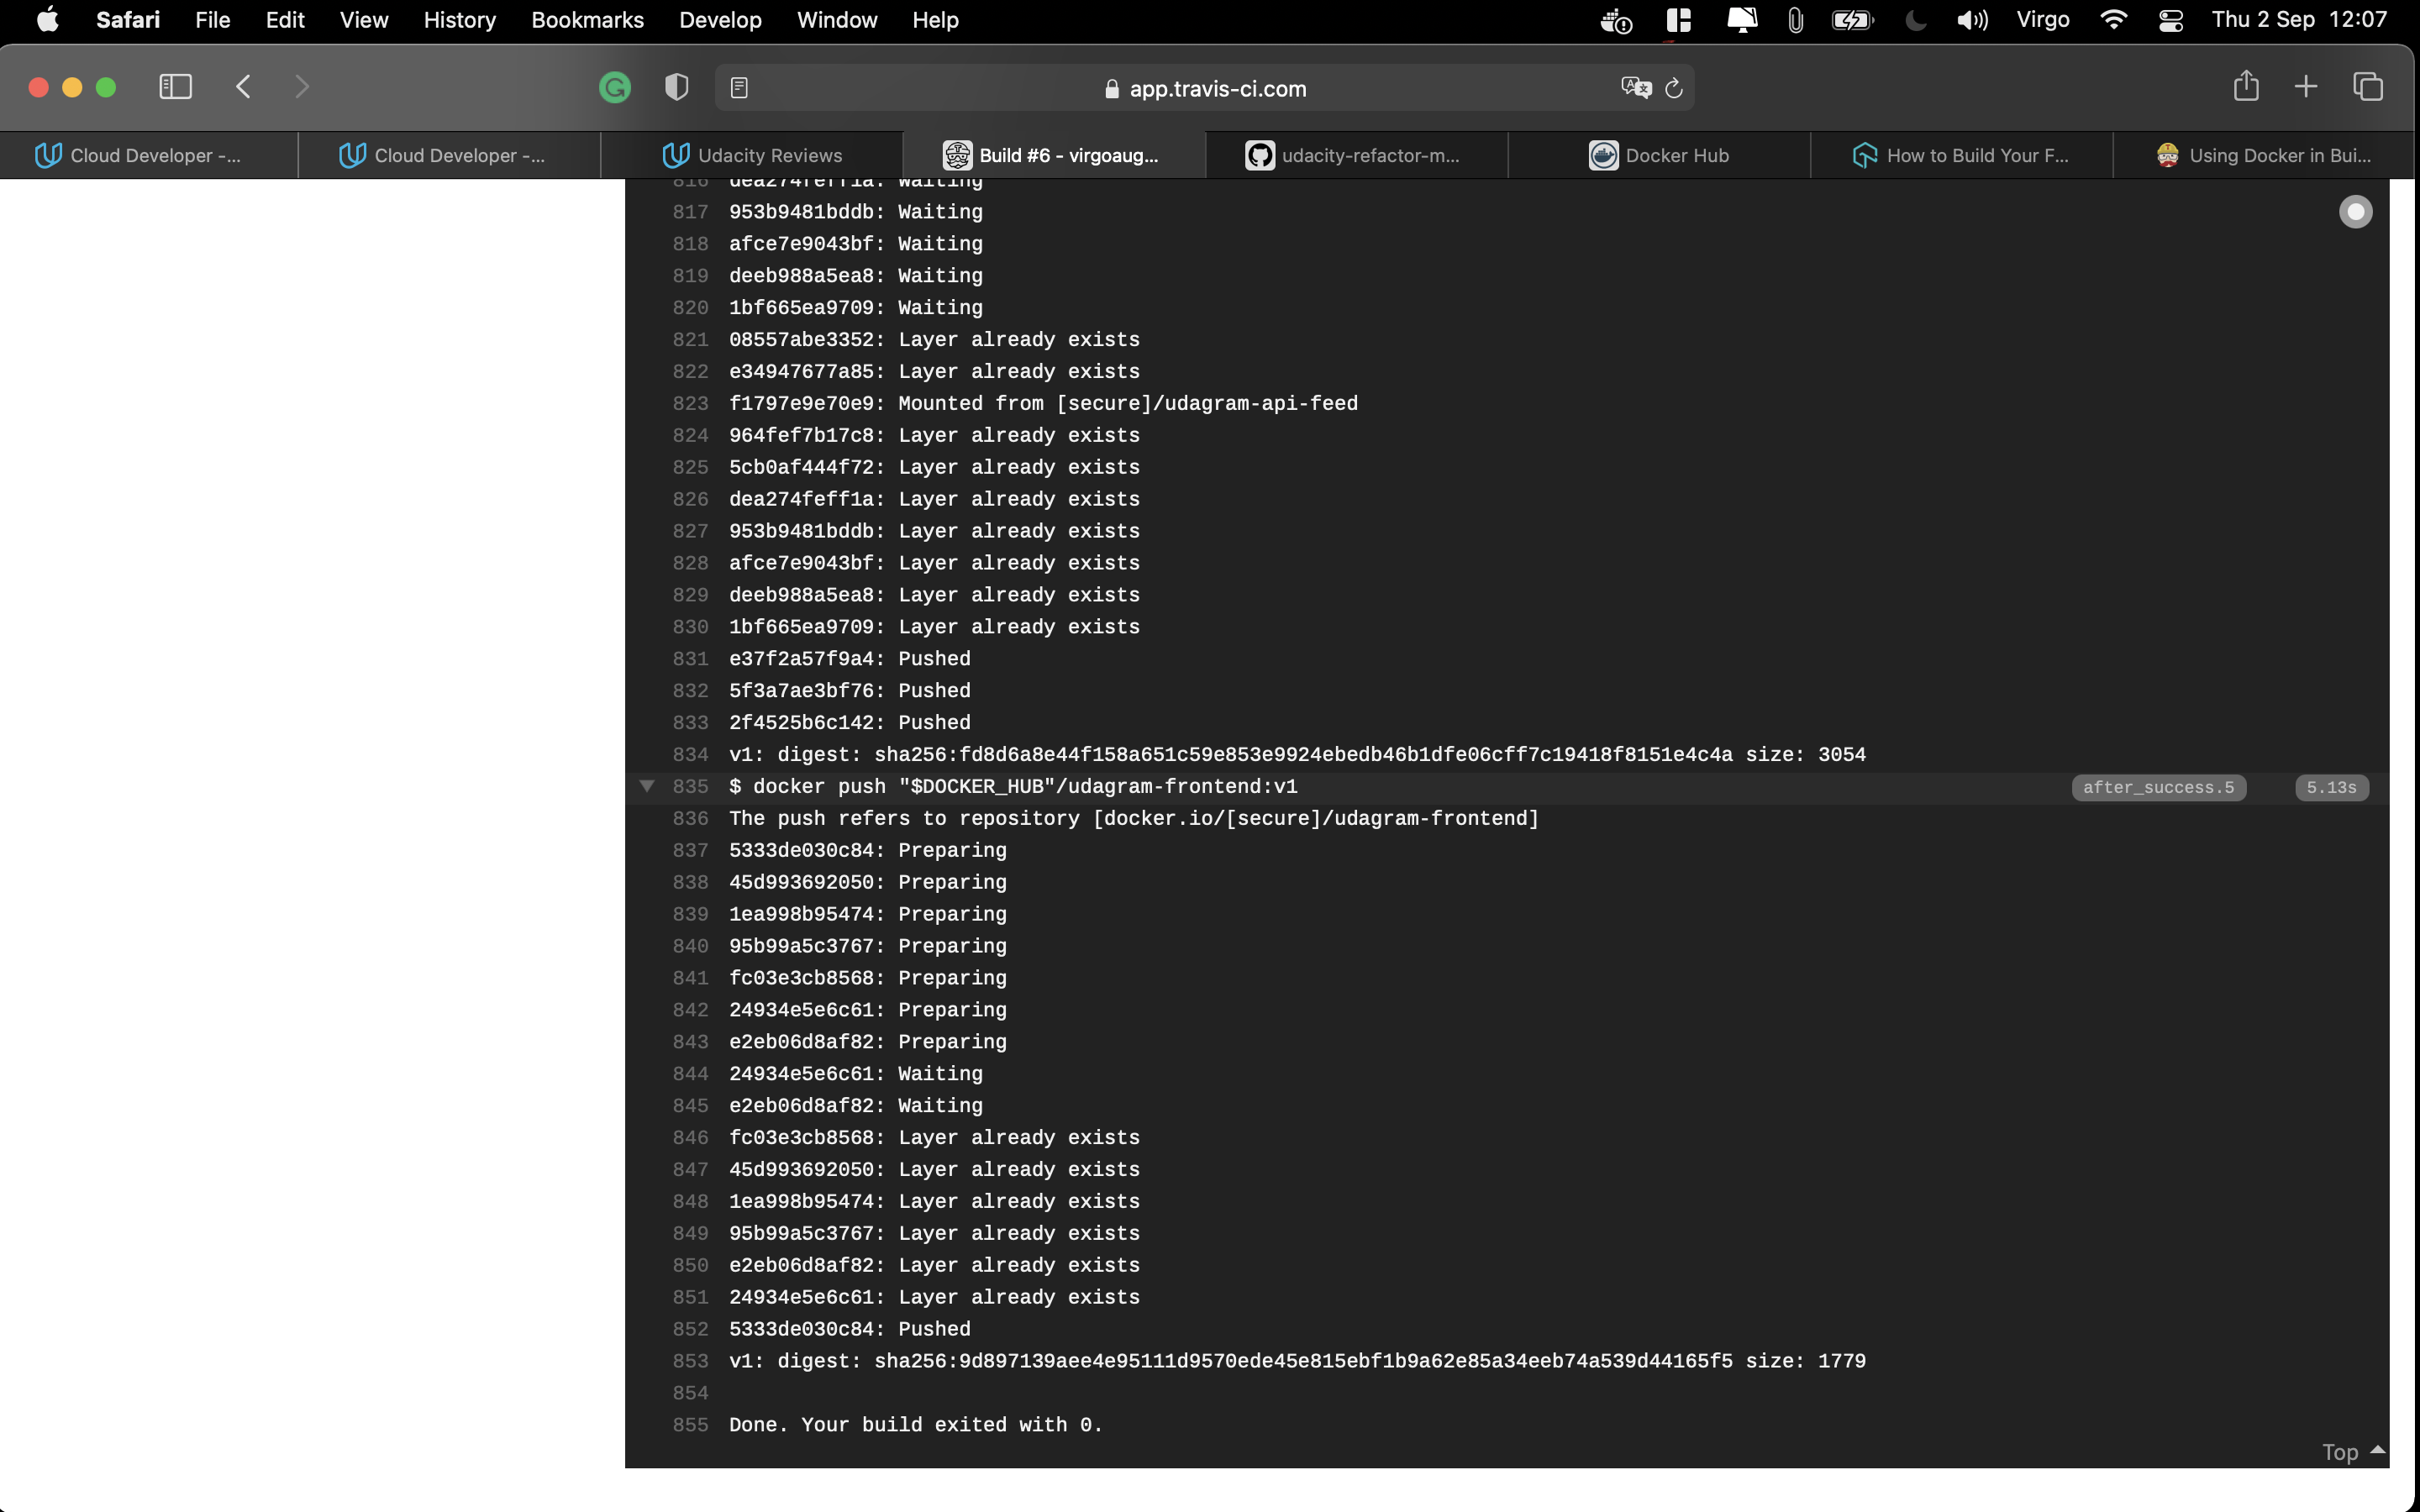 Safari File Edit View History Bookmarks Develop Window Help Virgo Thu 2 Sep 12:07
app.travis-ci.com
Cloud Developer -... Cloud Developer -... Udacity Reviews Build #6 - virgoaug... udacity-refactor-m... Docker Hub How to Build Your F... Using Docker in Bui...
816 dea274feff1a: Waiting
817 953b9481bddb: Waiting
818 afce7e9043bf: Waiting
819 deeb988a5ea8: Waiting
820 1bf665ea9709: Waiting
821 08557abe3352: Layer already exists
822 e34947677a85: Layer already exists
823 f1797e9e70e9: Mounted from [secure]/udagram-api-feed
824 964fef7b17c8: Layer already exists
825 5cb0af444f72: Layer already exists
826 dea274feff1a: Layer already exists
827 953b9481bddb: Layer already exists
828 afce7e9043bf: Layer already exists
829 deeb988a5ea8: Layer already exists
830 1bf665ea9709: Layer already exists
831 e37f2a57f9a4: Pushed
832 5f3a7ae3bf76: Pushed
833 2f4525b6c142: Pushed
834 v1: digest: sha256:fd8d6a8e44f158a651c59e853e9924ebedb46b1dfe06cff7c19418f8151e4c4a size: 3054
835 $ docker push "$DOCKER_HUB"/udagram-frontend:v1 after_success.5 5.13s
836 The push refers to repository [docker.io/[secure]/udagram-frontend]
837 5333de030c84: Preparing
838 45d993692050: Preparing
839 1ea998b95474: Preparing
840 95b99a5c3767: Preparing
841 fc03e3cb8568: Preparing
842 24934e5e6c61: Preparing
843 e2eb06d8af82: Preparing
844 24934e5e6c61: Waiting
845 e2eb06d8af82: Waiting
846 fc03e3cb8568: Layer already exists
847 45d993692050: Layer already exists
848 1ea998b95474: Layer already exists
849 95b99a5c3767: Layer already exists
850 e2eb06d8af82: Layer already exists
851 24934e5e6c61: Layer already exists
852 5333de030c84: Pushed
853 v1: digest: sha256:9d897139aee4e95111d9570ede45e815ebf1b9a62e85a34eeb74a539d44165f5 size: 1779
854
855 Done. Your build exited with 0.
Top